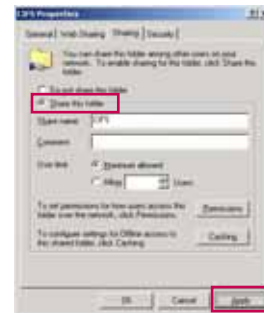 CIFS Properties
General | Web Sharing | Sharing | Security
You can share this folder among other users on your
network. To enable sharing for this folder, click Share this
folder.
Do not share this folder
Share this folder
Share name: CIFS
Comment:
User limit: Maximum allowed
Allow Users
To set permissions for how users access this
folder over the network, click Permissions.
Permissions
To configure settings for Offline access to
this shared folder, click Caching.
Caching
OK Cancel Apply